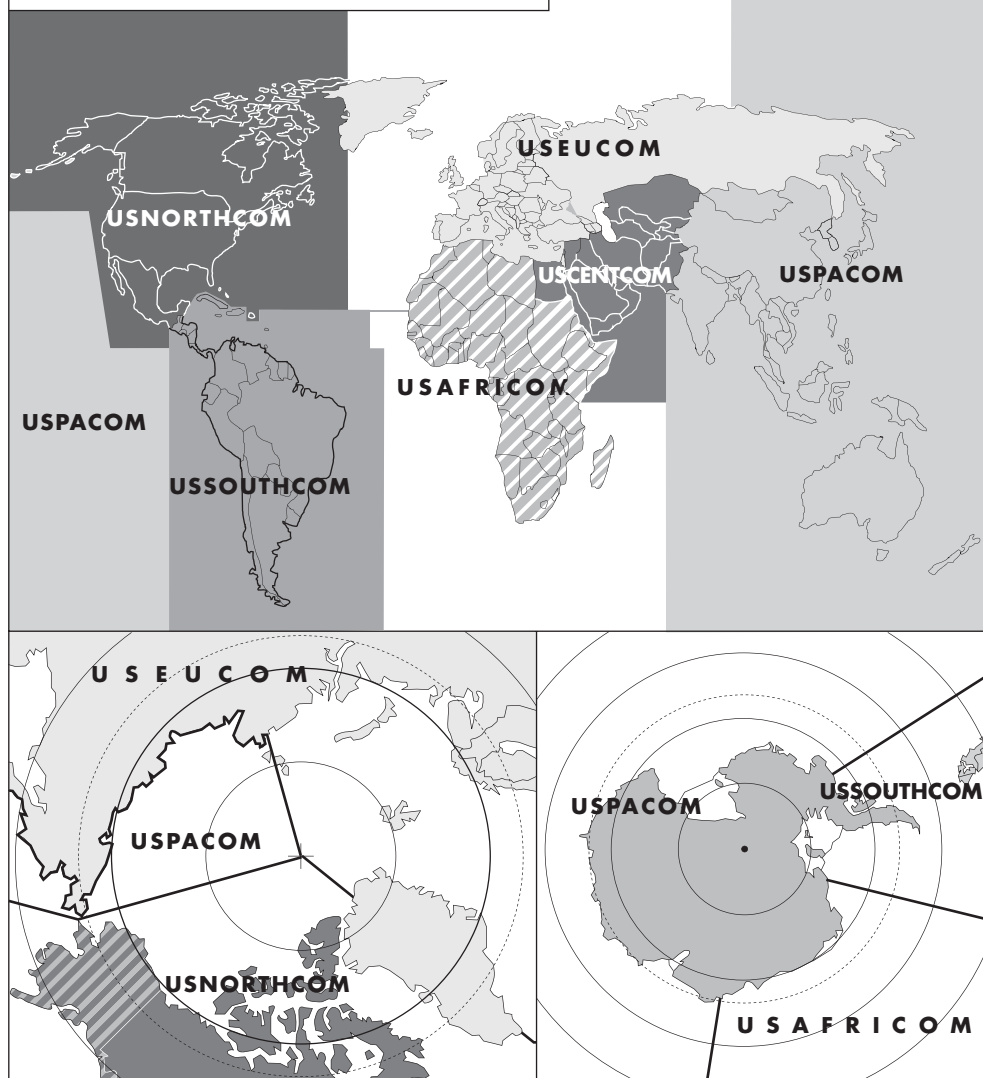 USEUCOM
USNORTHCOM
USCENTCOM
USPACOM
USAFRICOM
USPACOM
USSOUTHCOM
USEUCOM
USPACOM
USNORTHCOM
USPACOM
USSOUTHCOM
USAFRICOM